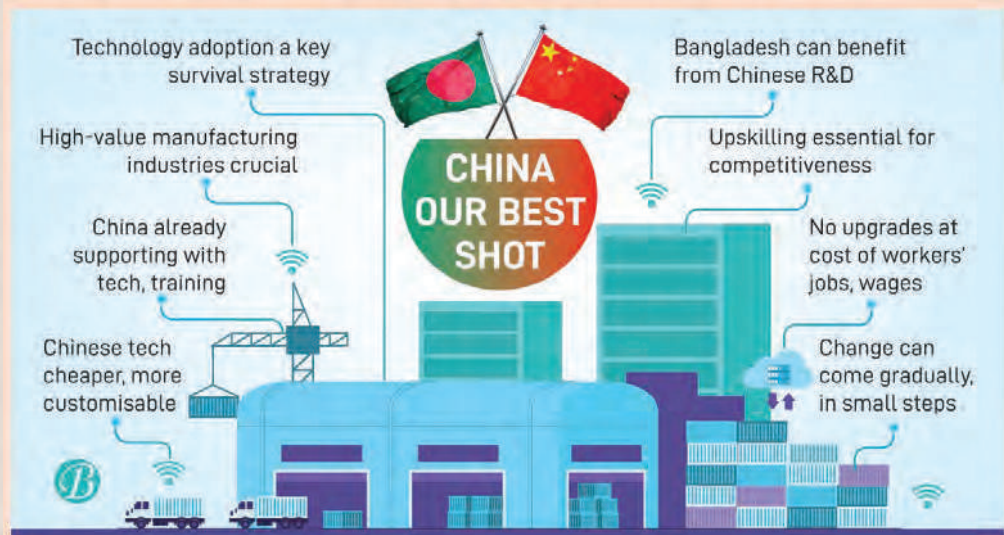 Technology adoption a key
survival strategy
High-value manufacturing
industries crucial
China already
supporting with
tech, training
Chinese tech
cheaper, more
customisable
CHINA
OUR BEST
SHOT
Bangladesh can benefit
from Chinese R&D
Upskilling essential for
competitiveness
No upgrades at
cost of workers'
jobs, wages
Change can
come gradually,
in small steps
B